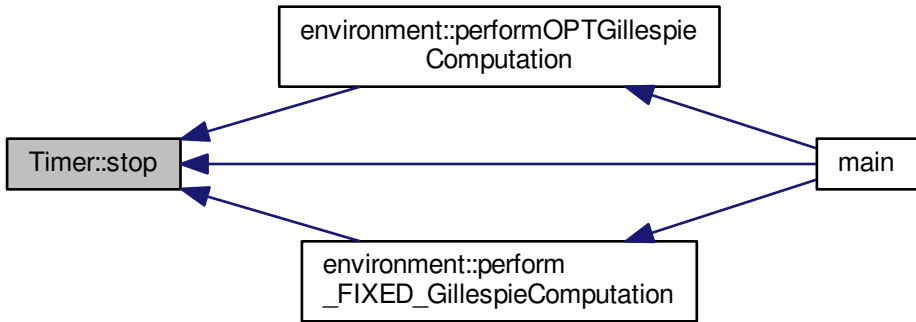 environment::performOPTGillespie
Computation
Timer::stop
main
environment::perform
_FIXED_GillespieComputation